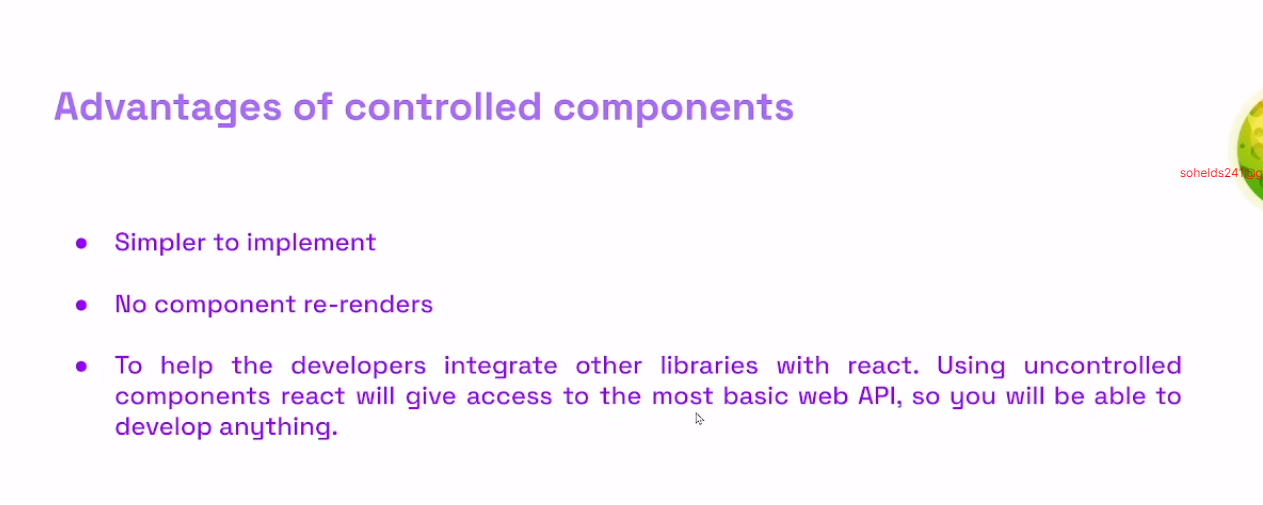 Advantages of controlled components
sohelds241@g
● Simpler to implement
● No component re-renders
● To help the developers integrate other libraries with react. Using uncontrolled
components react will give access to the most basic web API, so you will be able to
develop anything.